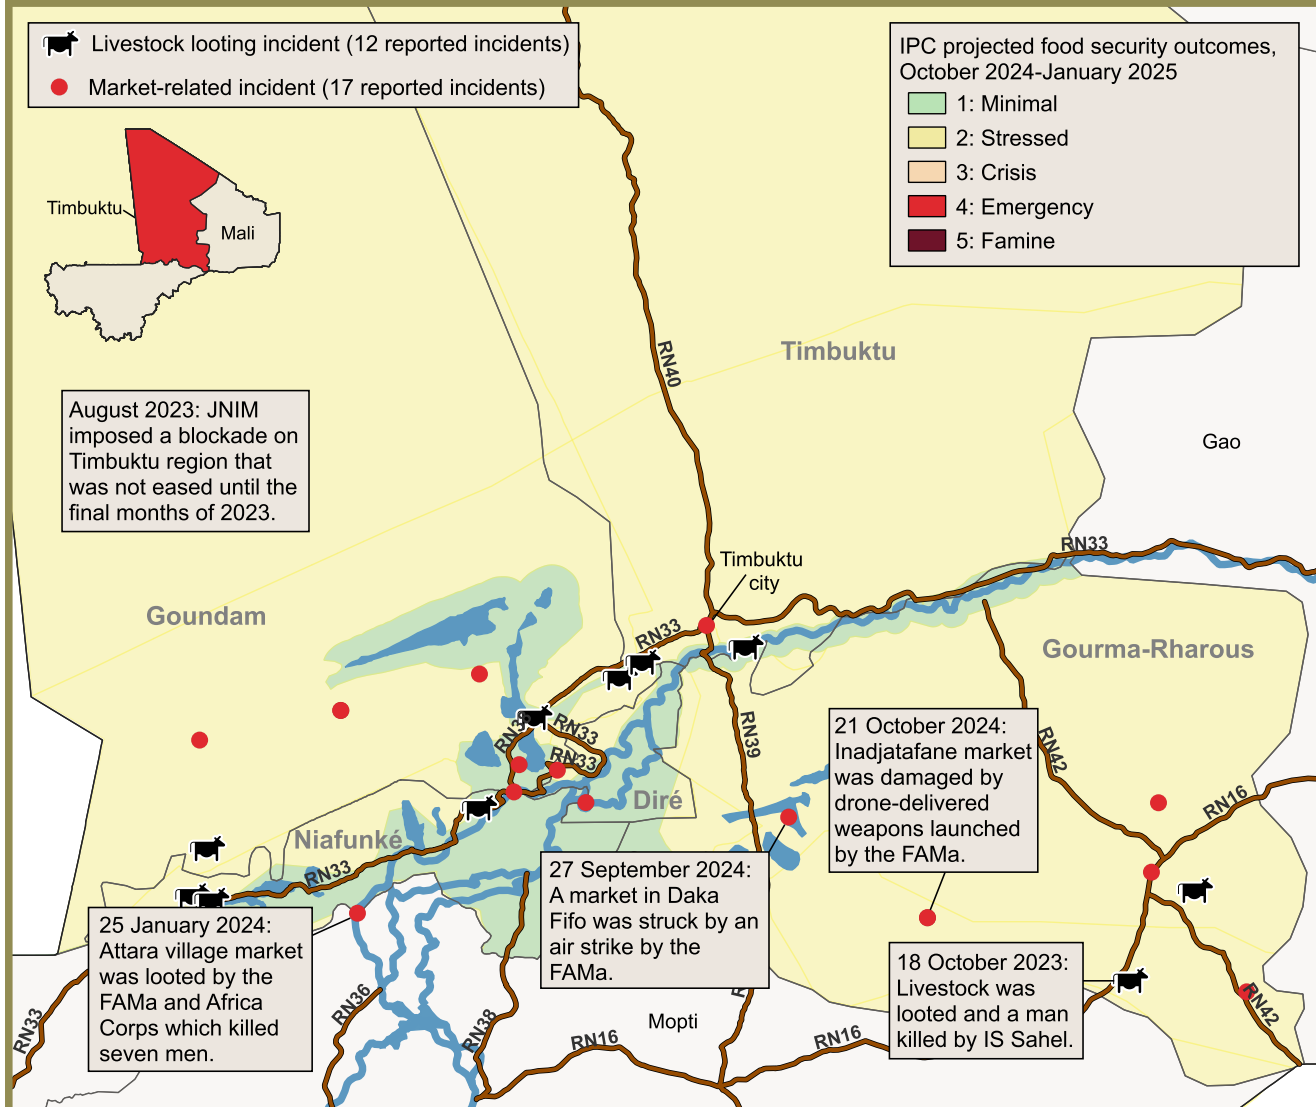 Livestock looting incident (12 reported incidents)
Market-related incident (17 reported incidents)
IPC projected food security outcomes,
October 2024-January 2025
1: Minimal
2: Stressed
3: Crisis
4: Emergency
5: Famine
Timbuktu
Mali
RN40
Timbuktu
August 2023: JNIM
imposed a blockade on
Timbuktu region that
was not eased until the
final months of 2023.
Gao
Timbuktu
city
RN33
Goundam
RN33
Gourma-Rharous
RN33
RN33
RN39
RN42
21 October 2024:
Inadjatafane market
was damaged by
drone-delivered
weapons launched
by the FAMa.
Diré
RN16
Niafunké
RN33
27 September 2024:
A market in Daka
Fifo was struck by an
air strike by the
FAMa.
25 January 2024:
Attara village market
was looted by the
FAMa and Africa
Corps which killed
seven men.
18 October 2023:
Livestock was
looted and a man
killed by IS Sahel.
RN42
RN33
RN36
RN38
Mopti
RN16
RN16